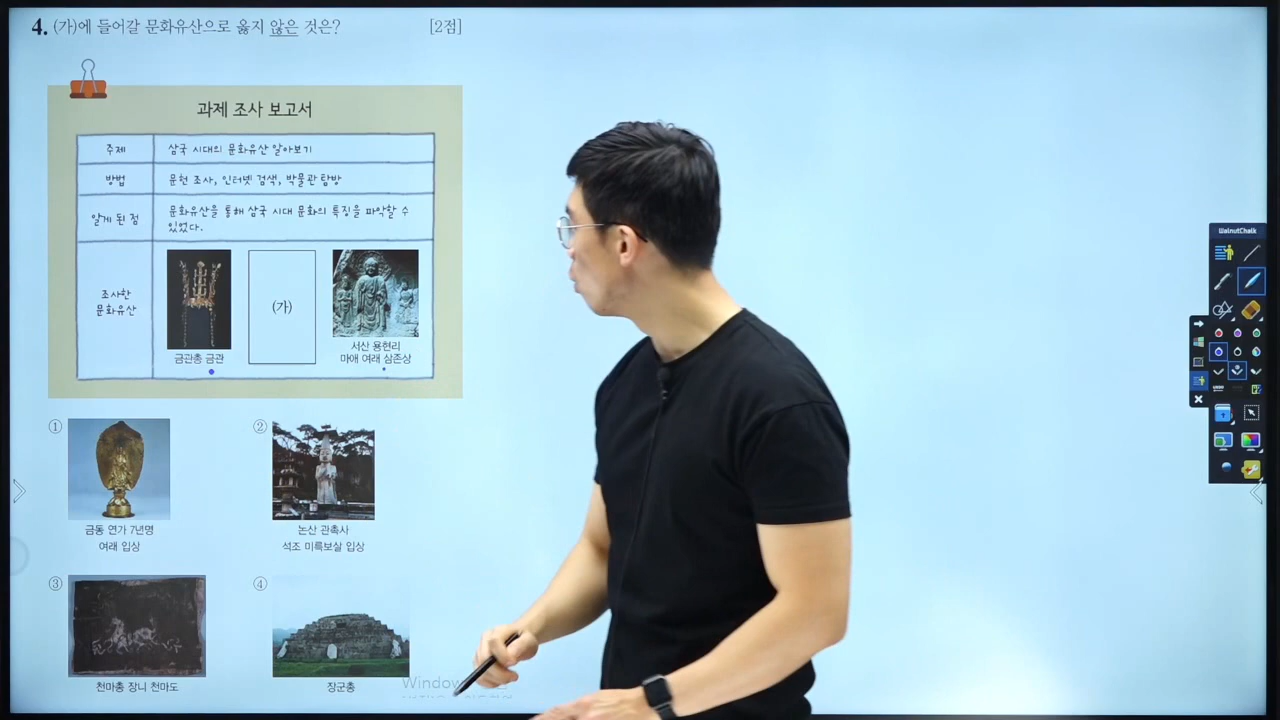 4. (가)에 들어갈 문화유산으로 옳지 않은 것은? [2점]
과제 조사 보고서
주제 삼국 시대의 문화유산 알아보기
방법 문헌 조사, 인터넷 검색, 박물관 탐방
알게 된 점 문화유산을 통해 삼국 시대 문화의 특징을 파악할 수
있었다.
조사한
문화유산
(가)
금관총 금관
서산 용현리
마애 여래 삼존상
①
금동 연가 7년명
여래 입상
②
논산 관촉사
석조 미륵보살 입상
③
천마총 장니 천마도
④
장군총
Window
WalnutChalk